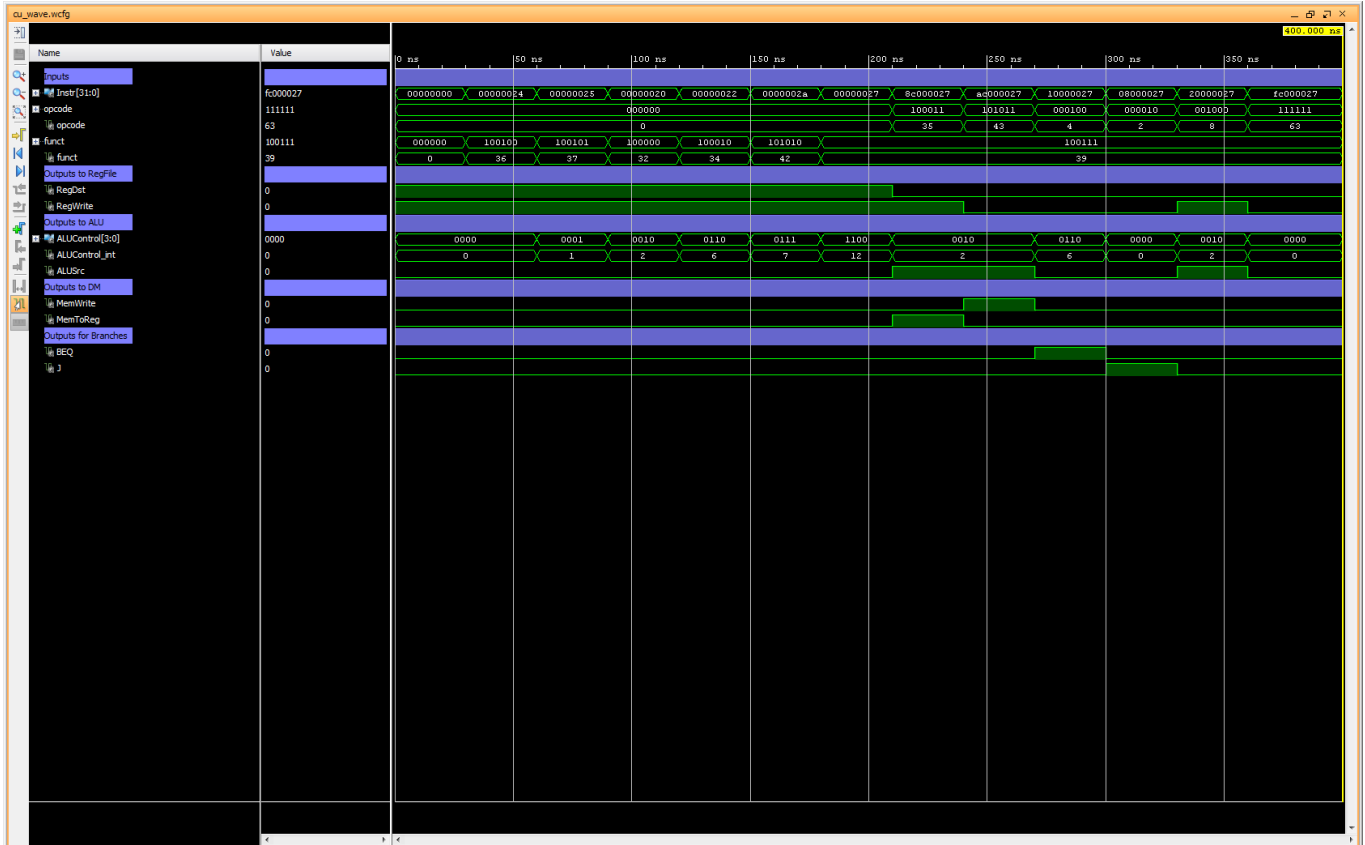 cu_wave.wcfg
400.000 ns
Name Value
0 ns 50 ns 100 ns 150 ns 200 ns 250 ns 300 ns 350 ns
Inputs
Instr[31:0] fc000027 00000000 00000024 00000025 00000020 00000022 0000002a 00000027 8c000027 ac000027 10000027 08000027 20000027 fc000027
opcode 111111 000000 100011 101011 000100 000010 001000 111111
opcode 63 0 35 43 4 2 8 63
funct 100111 000000 100100 100101 100000 100010 101010 100111
funct 39 0 36 37 32 34 42 39
Outputs to RegFile
RegDst 0
RegWrite 0
Outputs to ALU
ALUControl[3:0] 0000 0000 0001 0010 0110 0111 1100 0010 0110 0000 0010 0000
ALUControl_int 0 0 1 2 6 7 12 2 6 0 2 0
ALUSrc 0
Outputs to DM
MemWrite 0
MemToReg 0
Outputs for Branches
BEQ 0
J 0